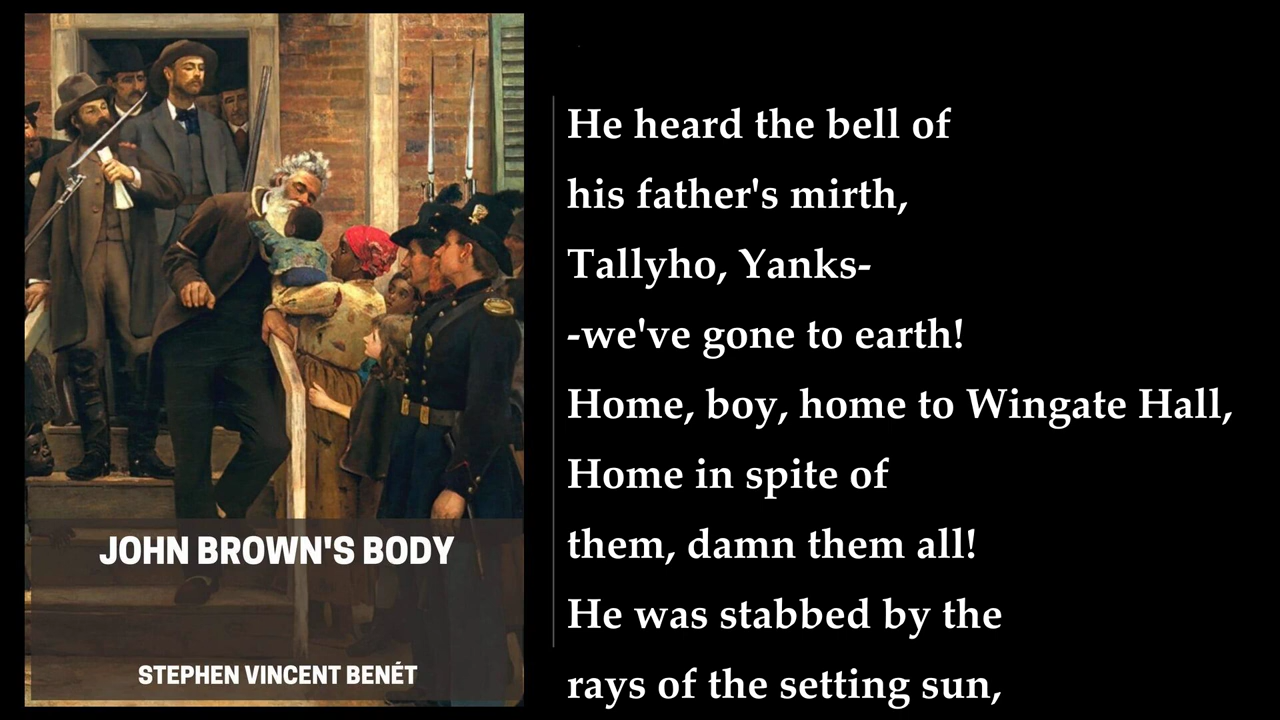 JOHN BROWN'S BODY
STEPHEN VINCENT BENÉT
He heard the bell of
his father's mirth,
Tallyho, Yanks-
-we've gone to earth!
Home, boy, home to Wingate Hall,
Home in spite of
them, damn them all!
He was stabbed by the
rays of the setting sun,